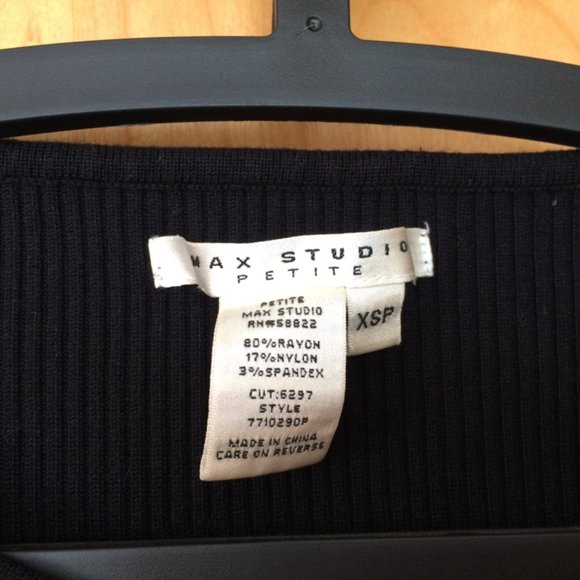 MAX STUDIO
PETITE
XSP
PETITE
MAX STUDIO
RN#58822
80%RAYON
17%NYLON
3%SPANDEX
CUT:6297
STYLE
7710290P
MADE IN CHINA
CARE ON REVERSE